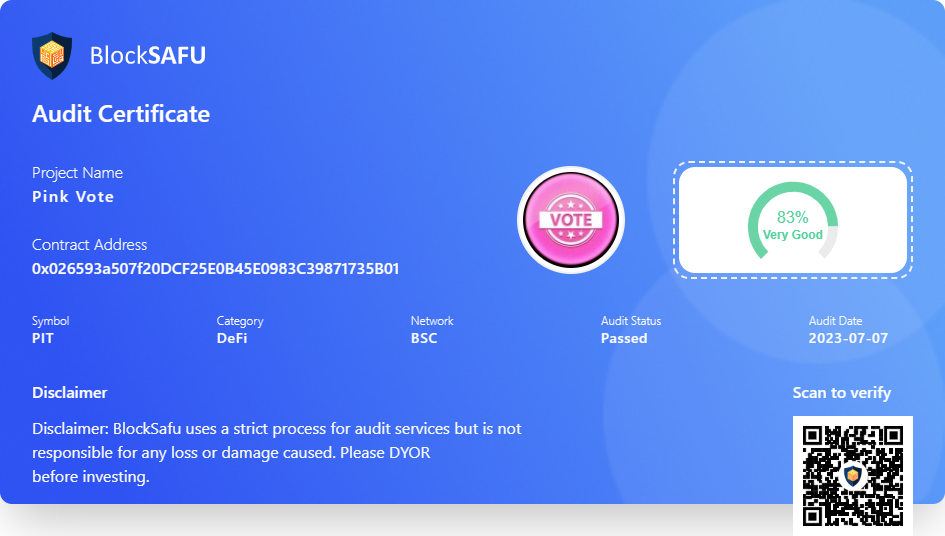 BlockSAFU
Audit Certificate
Project Name
Pink Vote
Contract Address
0x026593a507f20DCF25E0B45E0983C39871735B01
VOTE
83%
Very Good
Symbol
PIT
Category
DeFi
Network
BSC
Audit Status
Passed
Audit Date
2023-07-07
Disclaimer
Disclaimer: BlockSafu uses a strict process for audit services but is not
responsible for any loss or damage caused. Please DYOR
before investing.
Scan to verify